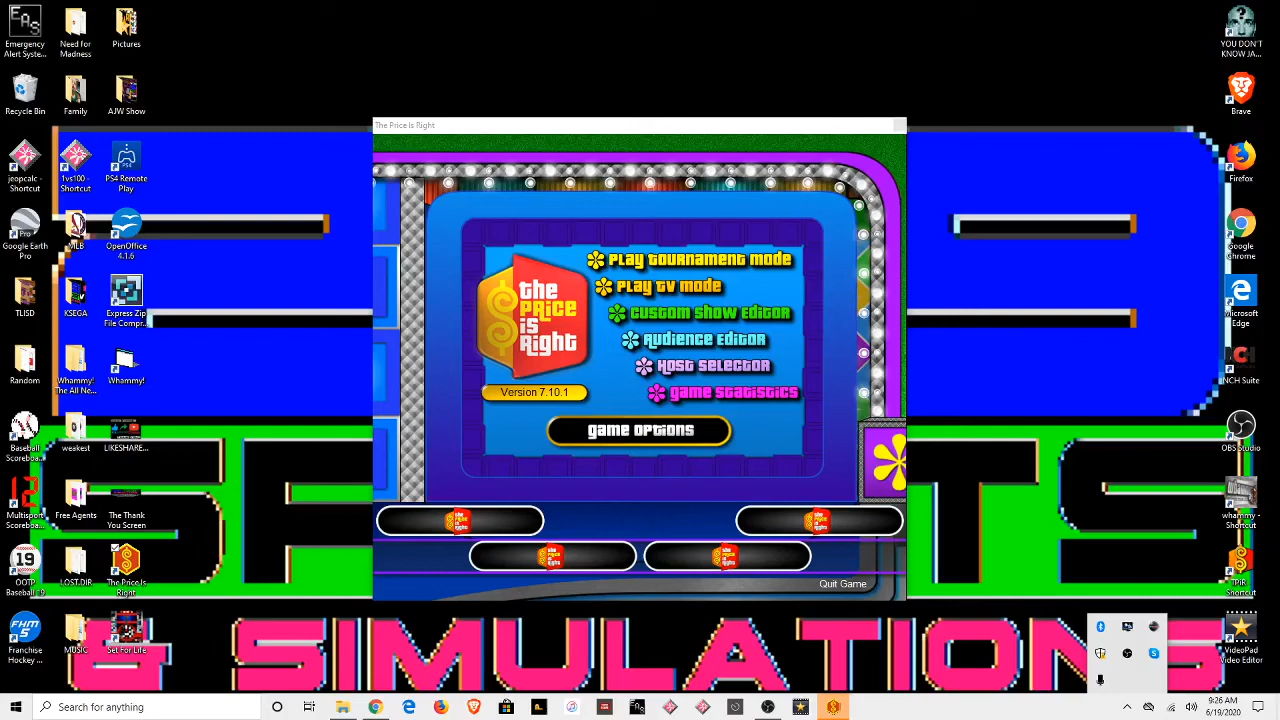 Emergency
Alert Syste...
Need for
Madness
Pictures
YOU DON'T
KNOW JA...
Recycle Bin
Family
AJW Show
Brave
The Price is Right
jeopcalc -
Shortcut
1vs100 -
Shortcut
PS4 Remote
Play
Firefox
Google Earth
Pro
MLB
OpenOffice
4.1.6
Google
Chrome
the
PRice
is
Right
Play tournament mode
Play tv mode
Custom show Editor
Audience Editor
Host selector
game statistics
Version 7.10.1
game options
TLISD
KSEGA
Express Zip
File Compr...
Microsoft
Edge
Random
Whammy!
The All Ne...
Whammy!
NCH Suite
Baseball
Scoreboa...
weakest
LIKESHARE...
OBS Studio
Multisport
Scoreboa...
Free Agents
The Thank
You Screen
whammy -
Shortcut
OOTP
Baseball 19
LOST.DIR
The Price Is
Right
TPiR
Shortcut
Quit Game
Franchise
Hockey ...
MUSIC
Set For Life
VideoPad
Video Editor
& SIMULATIONS
Search for anything
9:26 AM
6/19/2020